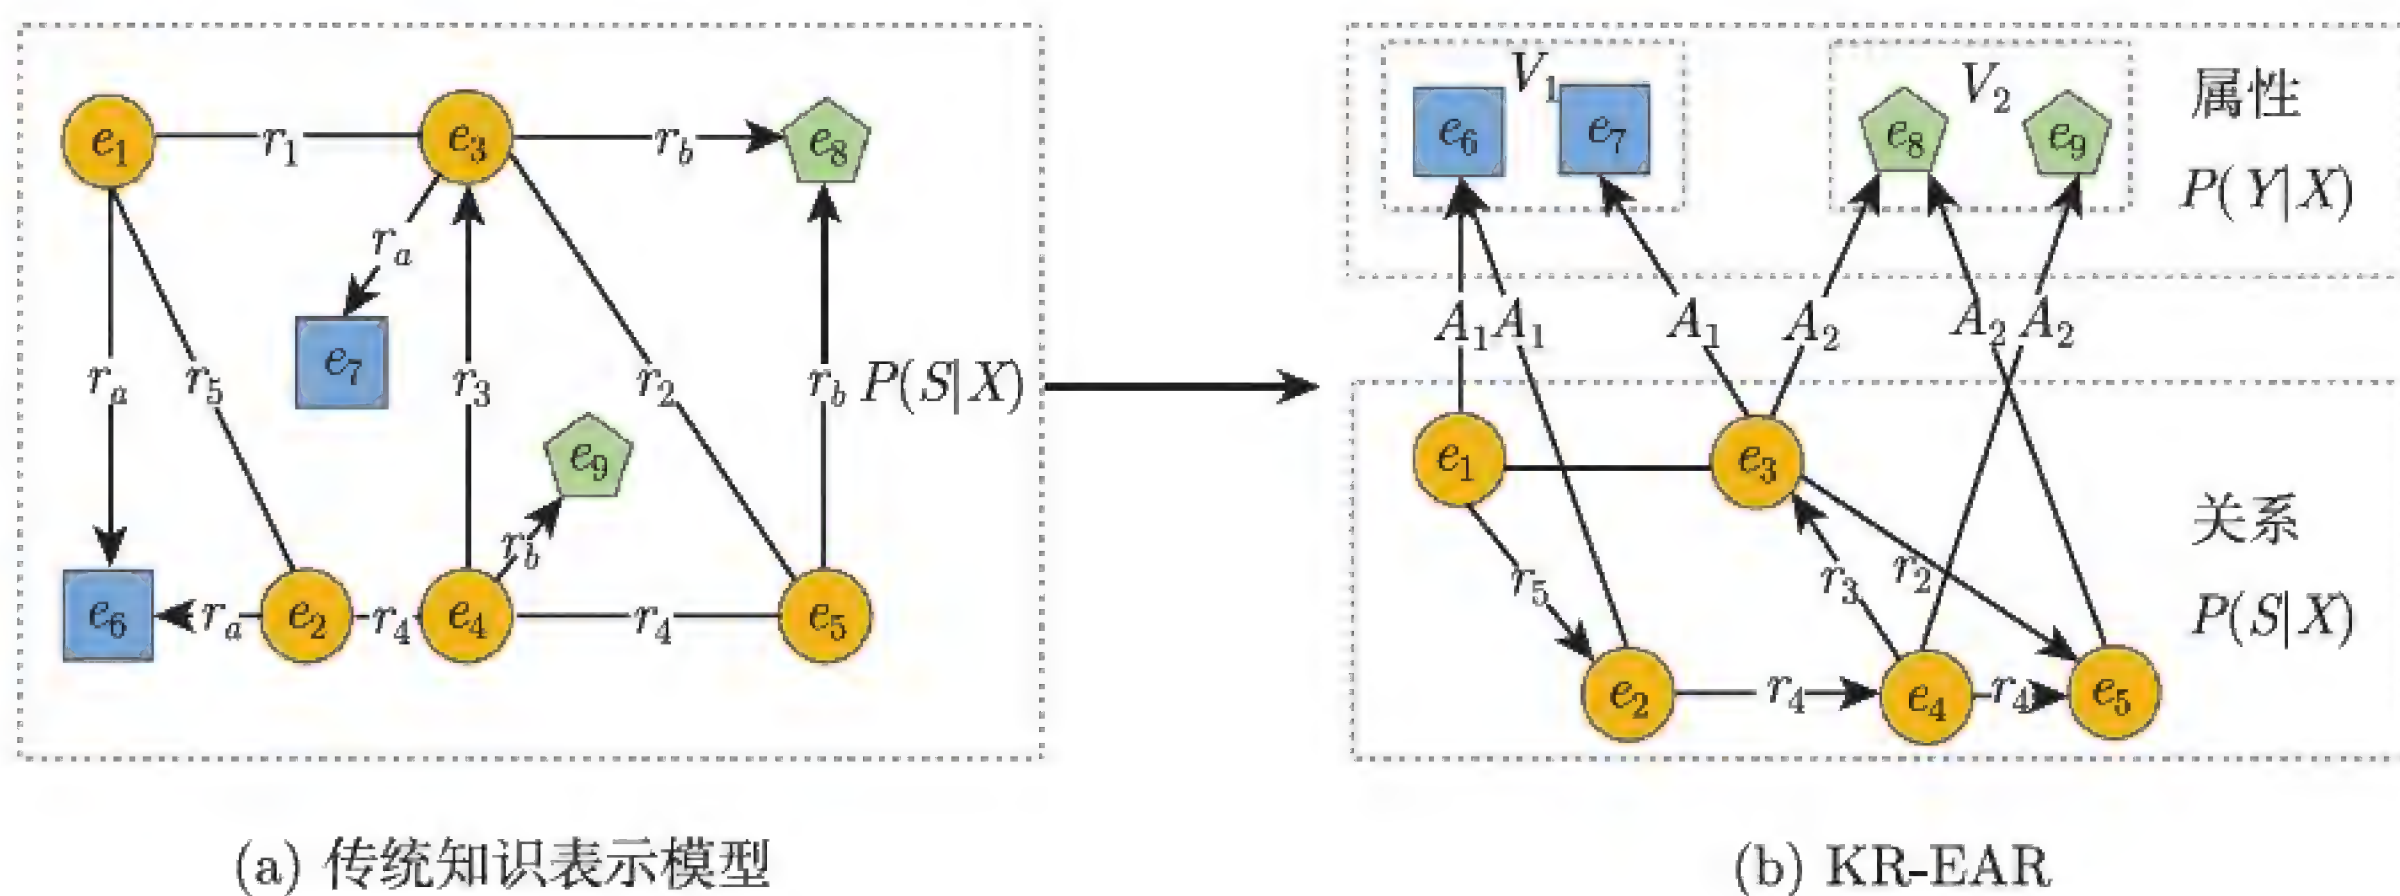 e1 r1 e3 rb e8
ra
ra r5 e7 r3 r2 rb P(S|X)
e9
rb
e6 ra e2 r4 e4 r4 e5
(a) 传统知识表示模型
V1 V2 属性
e6 e7 e8 e9
P(Y|X)
A1 A1 A1 A2 A2 A2
e1 e3
关系
r5 r3 r2
P(S|X)
e2 r4 e4 r4 e5
(b) KR-EAR